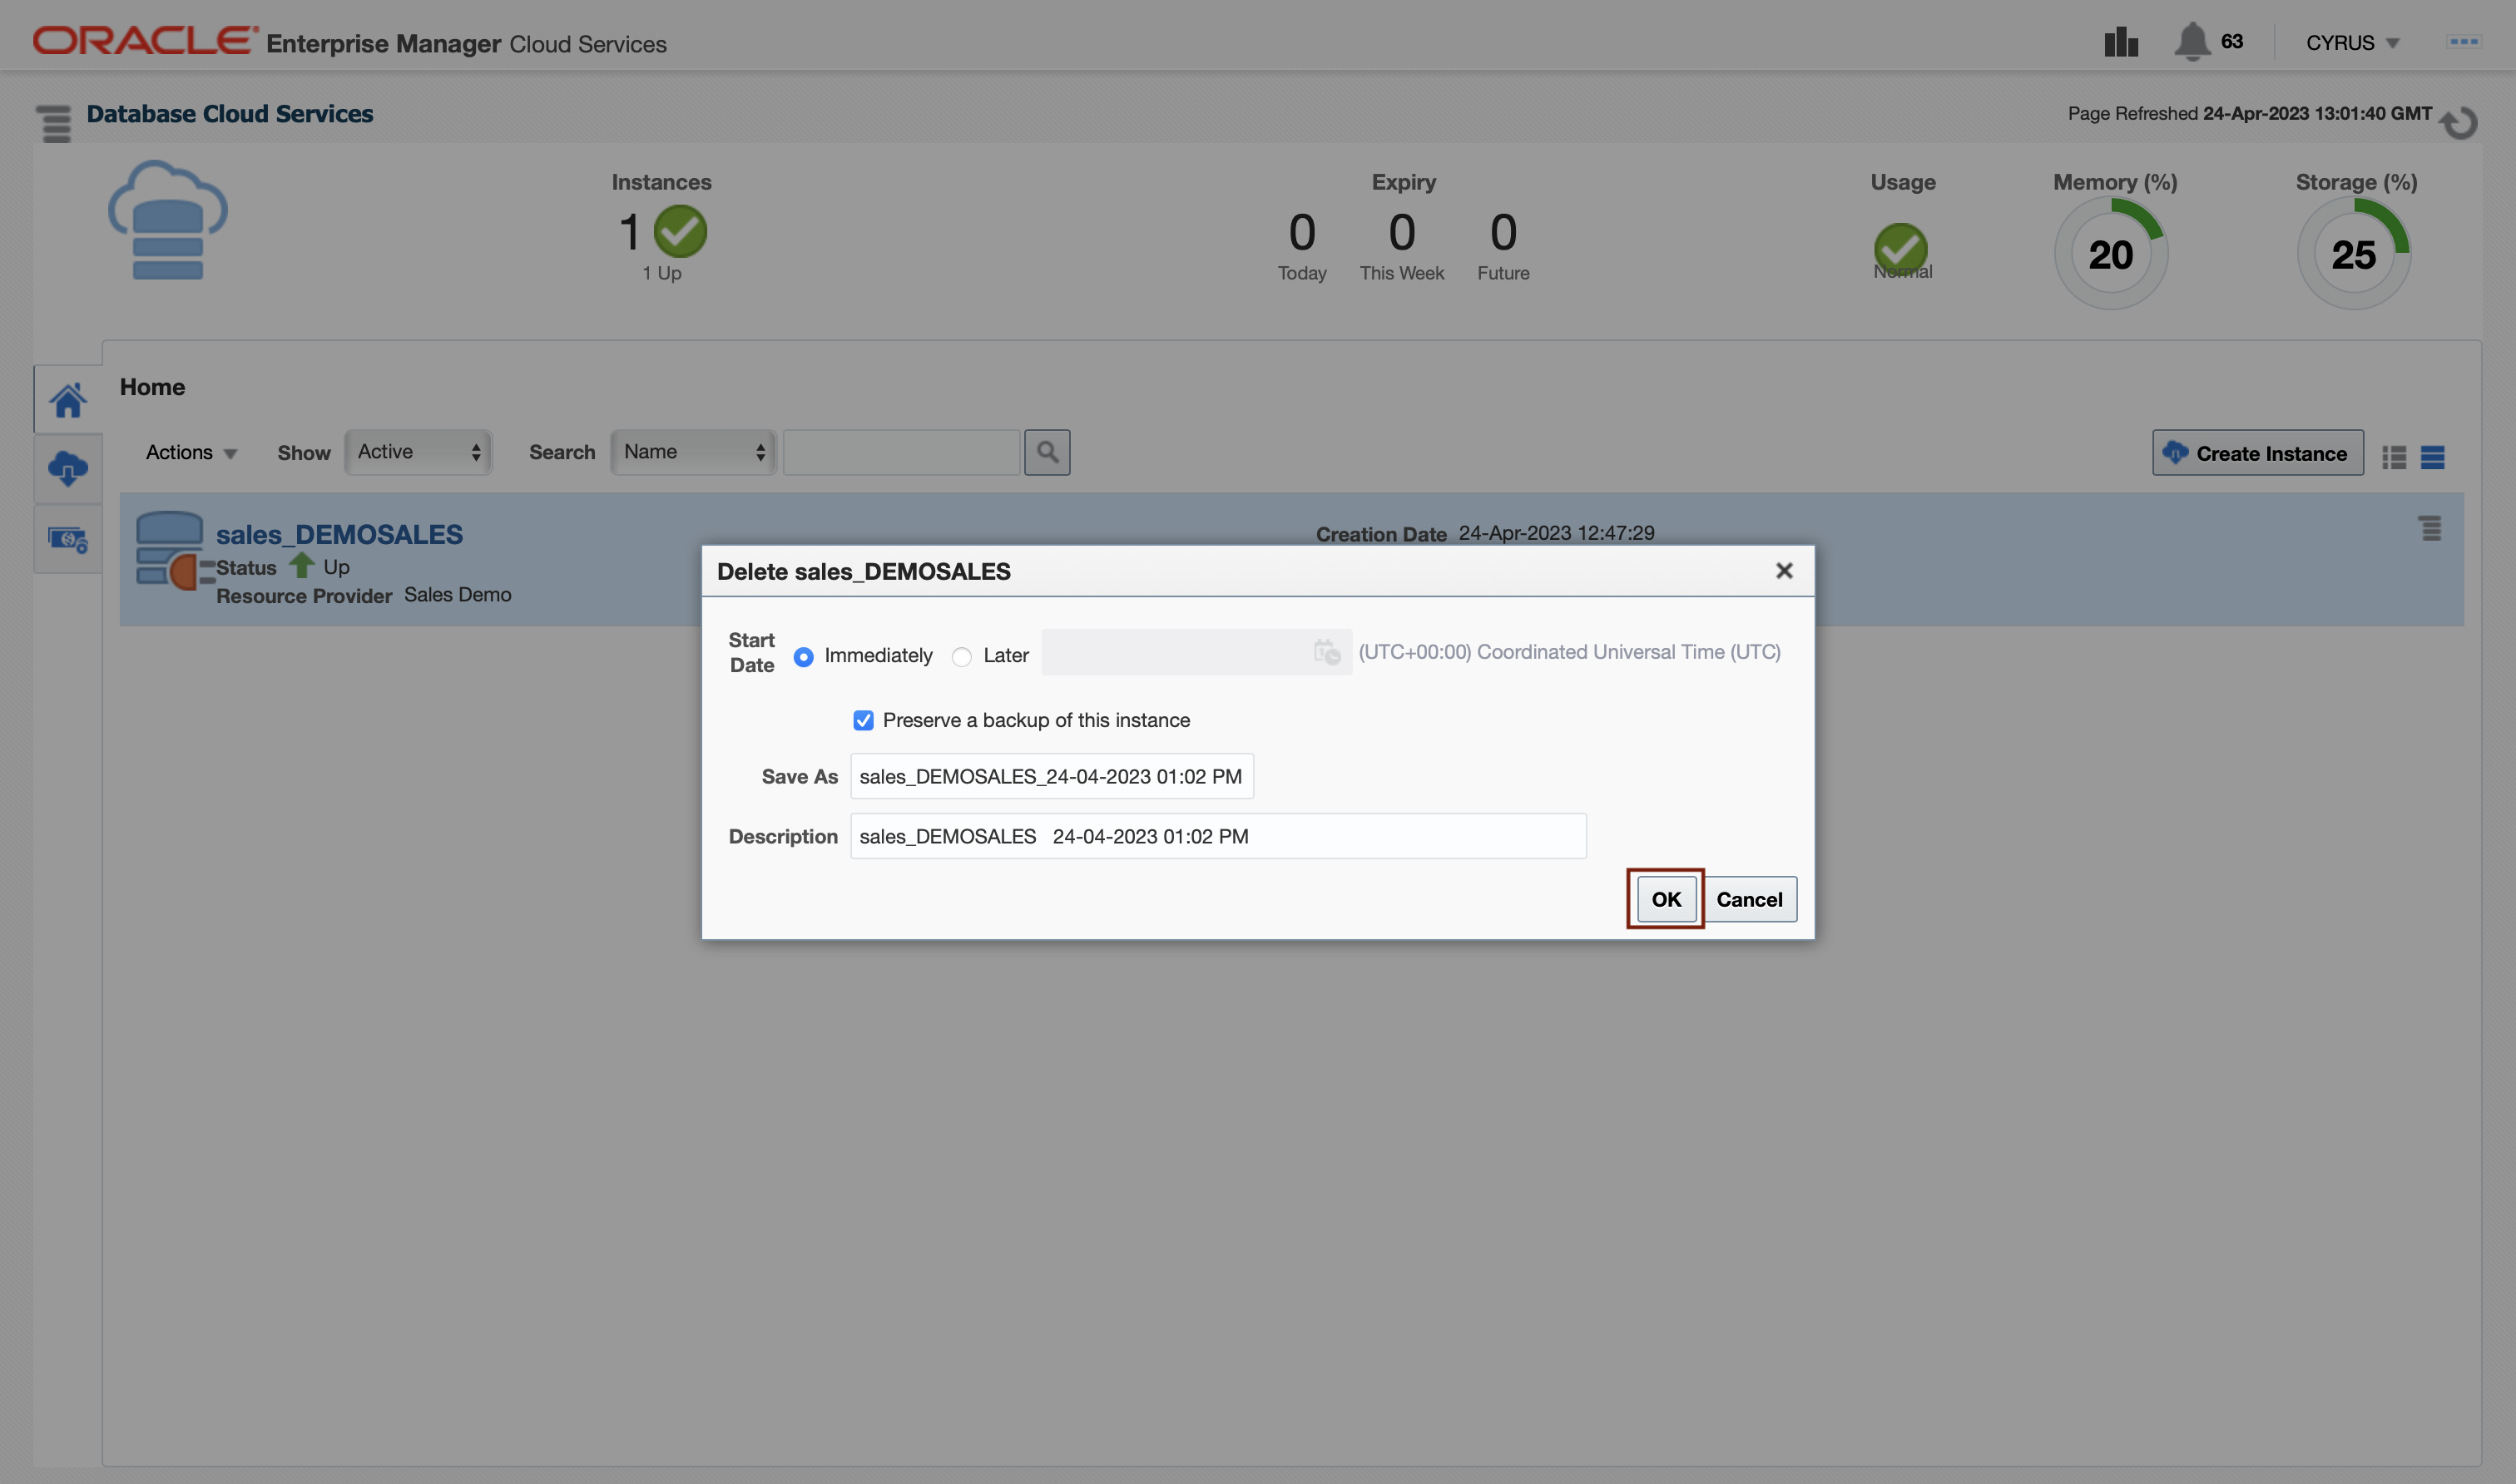 ORACLE Enterprise Manager Cloud Services
63
CYRUS
Database Cloud Services
Page Refreshed 24-Apr-2023 13:01:40 GMT
Instances
1
1 Up
Expiry
0 0 0
Today This Week Future
Usage
Normal
Memory (%)
20
Storage (%)
25
Home
Actions Show Active Search Name
Create Instance
sales_DEMOSALES
Status Up
Resource Provider Sales Demo
Creation Date 24-Apr-2023 12:47:29
Delete sales_DEMOSALES
Start
Date
Immediately Later (UTC+00:00) Coordinated Universal Time (UTC)
Preserve a backup of this instance
Save As sales_DEMOSALES_24-04-2023 01:02 PM
Description sales_DEMOSALES 24-04-2023 01:02 PM
OK Cancel